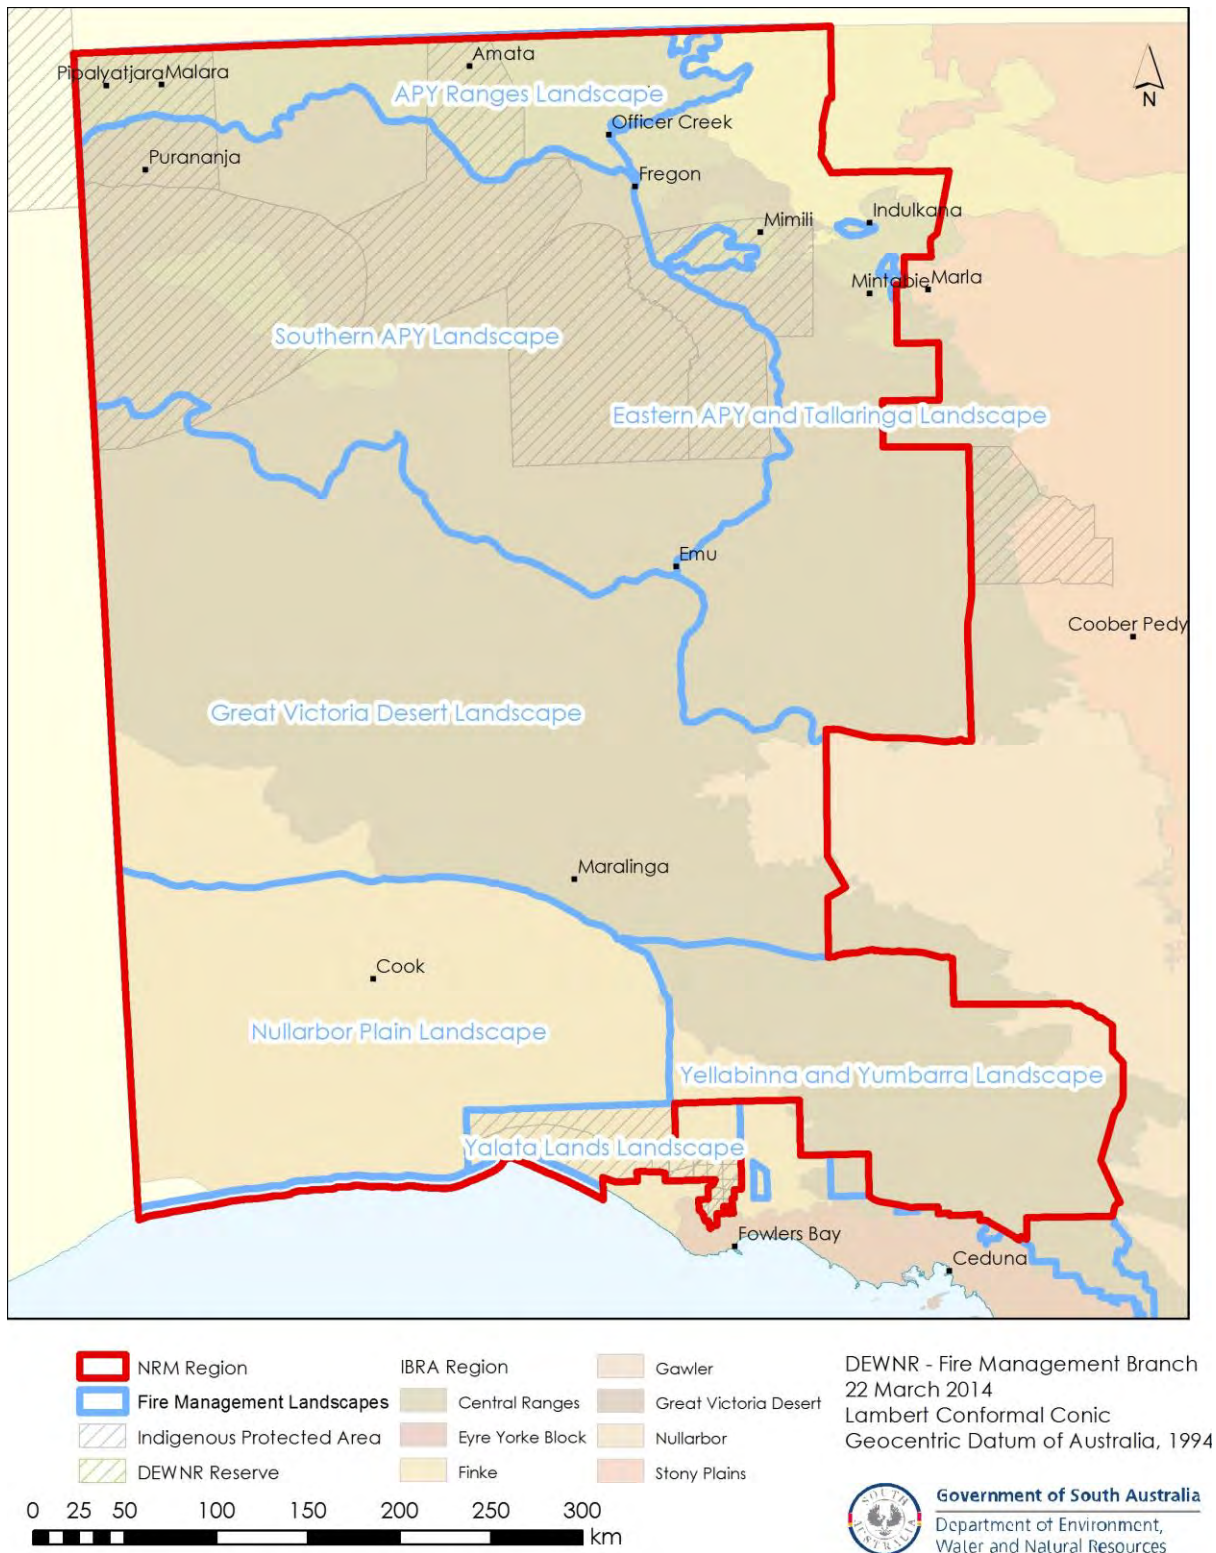 Amata
Pipalyatjara
Malara
APY Ranges Landscape
N
Officer Creek
Purananja
Fregon
Indulkana
Mimili
Mintabie
Marla
Southern APY Landscape
Eastern APY and Tallaringa Landscape
Emu
Coober Pedy
Great Victoria Desert Landscape
Maralinga
Cook
Nullarbor Plain Landscape
Yellabinna and Yumbarra Landscape
Yalata Lands Landscape
Fowlers Bay
Ceduna
NRM Region
Fire Management Landscapes
Indigenous Protected Area
DEWNR Reserve
IBRA Region
Central Ranges
Eyre Yorke Block
Finke
Gawler
Great Victoria Desert
Nullarbor
Stony Plains
DEWNR - Fire Management Branch
22 March 2014
Lambert Conformal Conic
Geocentric Datum of Australia, 1994
0 25 50 100 150 200 250 300
km
SOUTH AUSTRALIA
Government of South Australia
Department of Environment,
Water and Natural Resources